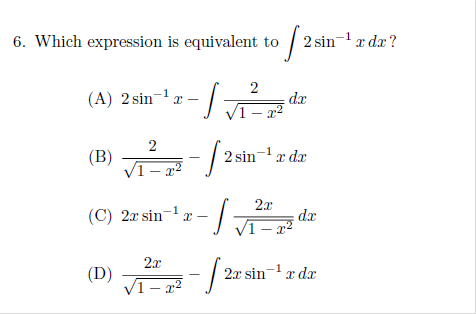 6. Which expression is equivalent to ∫ 2 sin⁻¹ x dx ?
(A) 2 sin⁻¹ x − ∫ 2/√(1 − x²) dx
(B) 2/√(1 − x²) − ∫ 2 sin⁻¹ x dx
(C) 2x sin⁻¹ x − ∫ 2x/√(1 − x²) dx
(D) 2x/√(1 − x²) − ∫ 2x sin⁻¹ x dx